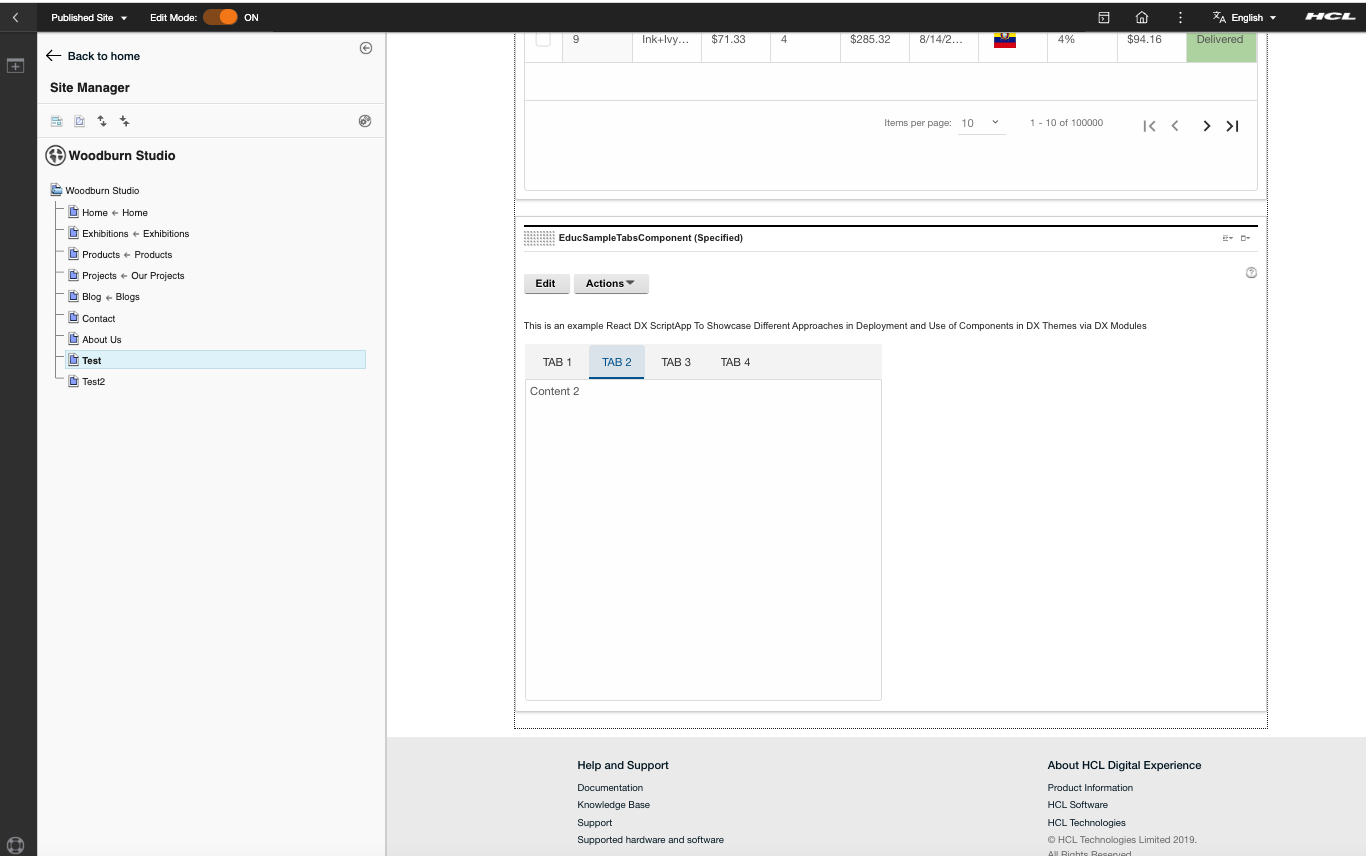 Published Site Edit Mode: ON English HCL
Back to home
Site Manager
Woodburn Studio
Woodburn Studio
Home ← Home
Exhibitions ← Exhibitions
Products ← Products
Projects ← Our Projects
Blog ← Blogs
Contact
About Us
Test
Test2
9 Ink+Ivy... $71.33 4 $285.32 8/14/2... 4% $94.16 Delivered
Items per page: 10 1 - 10 of 100000
EducSampleTabsComponent (Specified)
Edit Actions
This is an example React DX ScriptApp To Showcase Different Approaches in Deployment and Use of Components in DX Themes via DX Modules
TAB 1 TAB 2 TAB 3 TAB 4
Content 2
Help and Support
Documentation
Knowledge Base
Support
Supported hardware and software
About HCL Digital Experience
Product Information
HCL Software
HCL Technologies
© HCL Technologies Limited 2019.
All Rights Reserved